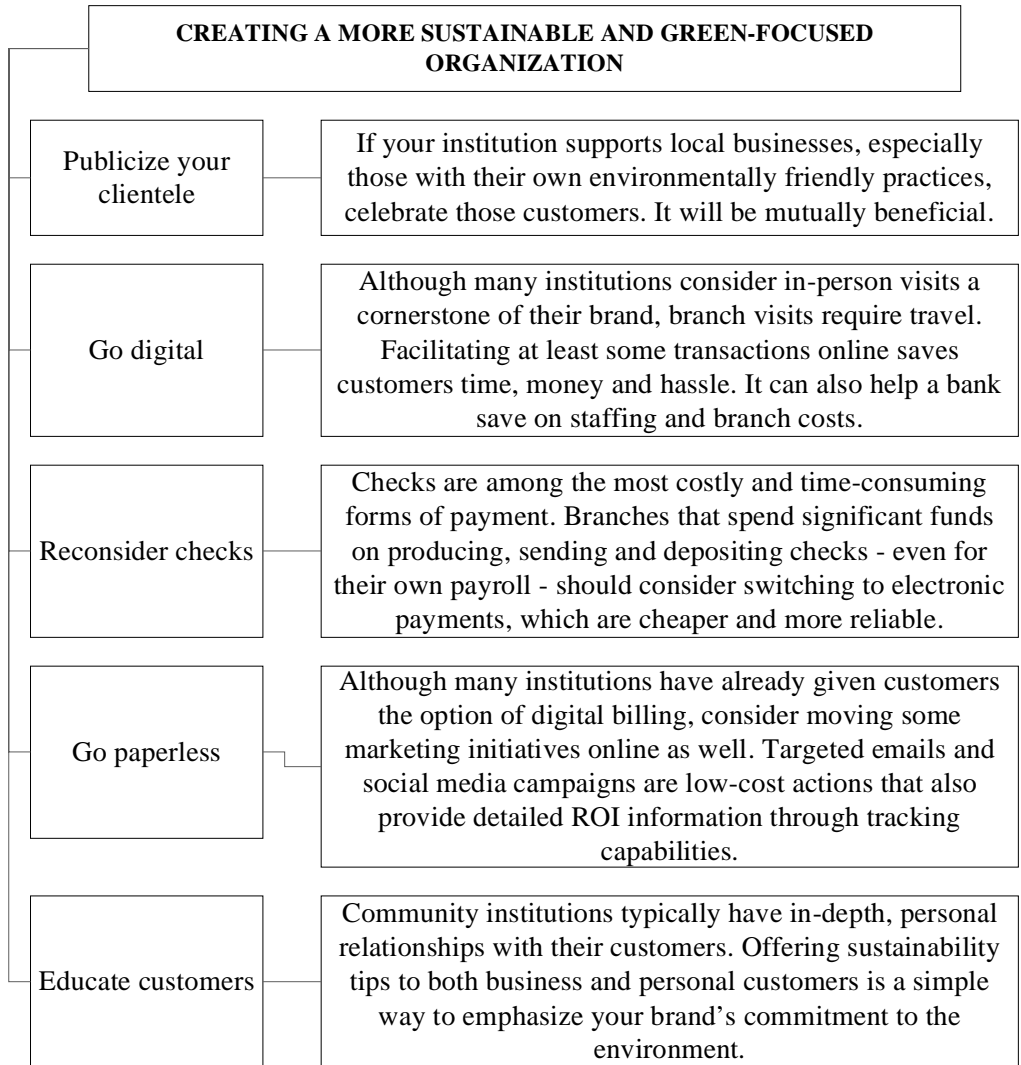 CREATING A MORE SUSTAINABLE AND GREEN-FOCUSED
ORGANIZATION
Publicize your
clientele
If your institution supports local businesses, especially
those with their own environmentally friendly practices,
celebrate those customers. It will be mutually beneficial.
Go digital
Although many institutions consider in-person visits a
cornerstone of their brand, branch visits require travel.
Facilitating at least some transactions online saves
customers time, money and hassle. It can also help a bank
save on staffing and branch costs.
Reconsider checks
Checks are among the most costly and time-consuming
forms of payment. Branches that spend significant funds
on producing, sending and depositing checks - even for
their own payroll - should consider switching to electronic
payments, which are cheaper and more reliable.
Go paperless
Although many institutions have already given customers
the option of digital billing, consider moving some
marketing initiatives online as well. Targeted emails and
social media campaigns are low-cost actions that also
provide detailed ROI information through tracking
capabilities.
Educate customers
Community institutions typically have in-depth, personal
relationships with their customers. Offering sustainability
tips to both business and personal customers is a simple
way to emphasize your brand’s commitment to the
environment.